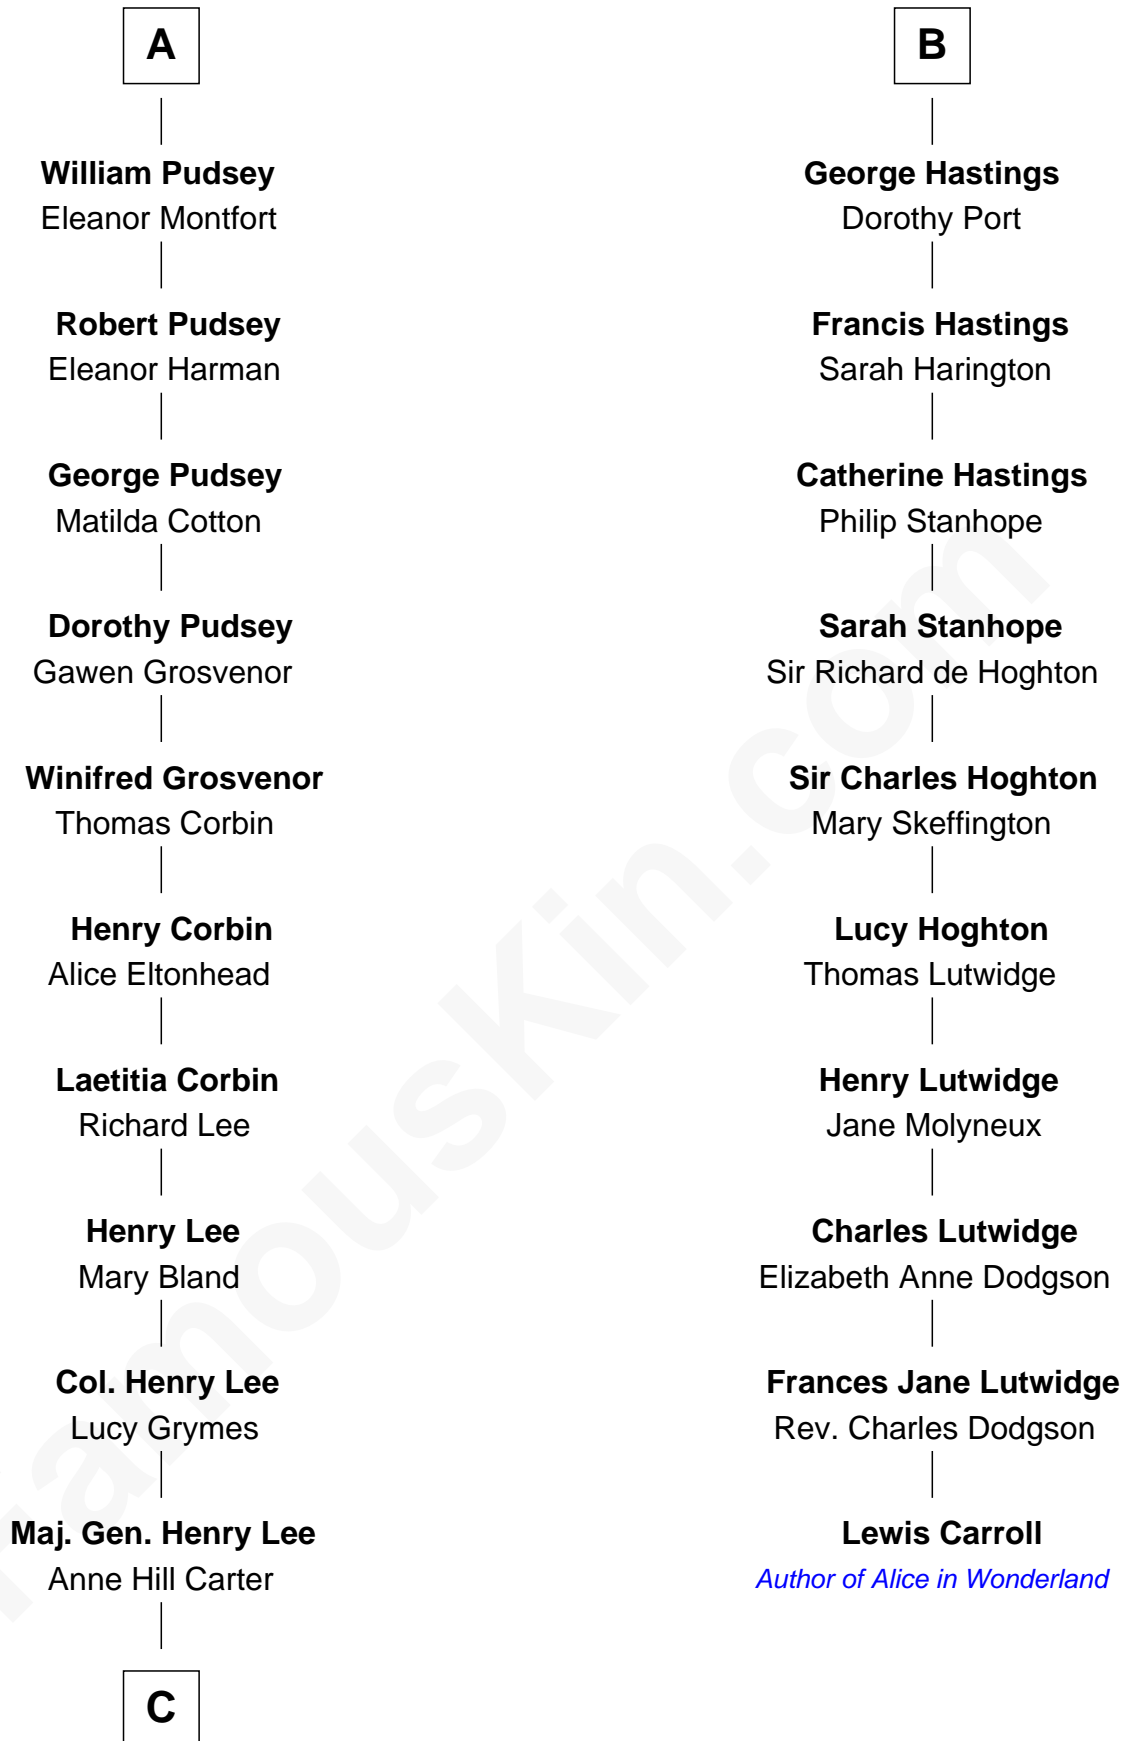 A
William Pudsey
Eleanor Montfort
Robert Pudsey
Eleanor Harman
George Pudsey
Matilda Cotton
Dorothy Pudsey
Gawen Grosvenor
Winifred Grosvenor
Thomas Corbin
Henry Corbin
Alice Eltonhead
Laetitia Corbin
Richard Lee
Henry Lee
Mary Bland
Col. Henry Lee
Lucy Grymes
Maj. Gen. Henry Lee
Anne Hill Carter
C
B
George Hastings
Dorothy Port
Francis Hastings
Sarah Harington
Catherine Hastings
Philip Stanhope
Sarah Stanhope
Sir Richard de Hoghton
Sir Charles Hoghton
Mary Skeffington
Lucy Hoghton
Thomas Lutwidge
Henry Lutwidge
Jane Molyneux
Charles Lutwidge
Elizabeth Anne Dodgson
Frances Jane Lutwidge
Rev. Charles Dodgson
Lewis Carroll
Author of Alice in Wonderland
FamousKin.com